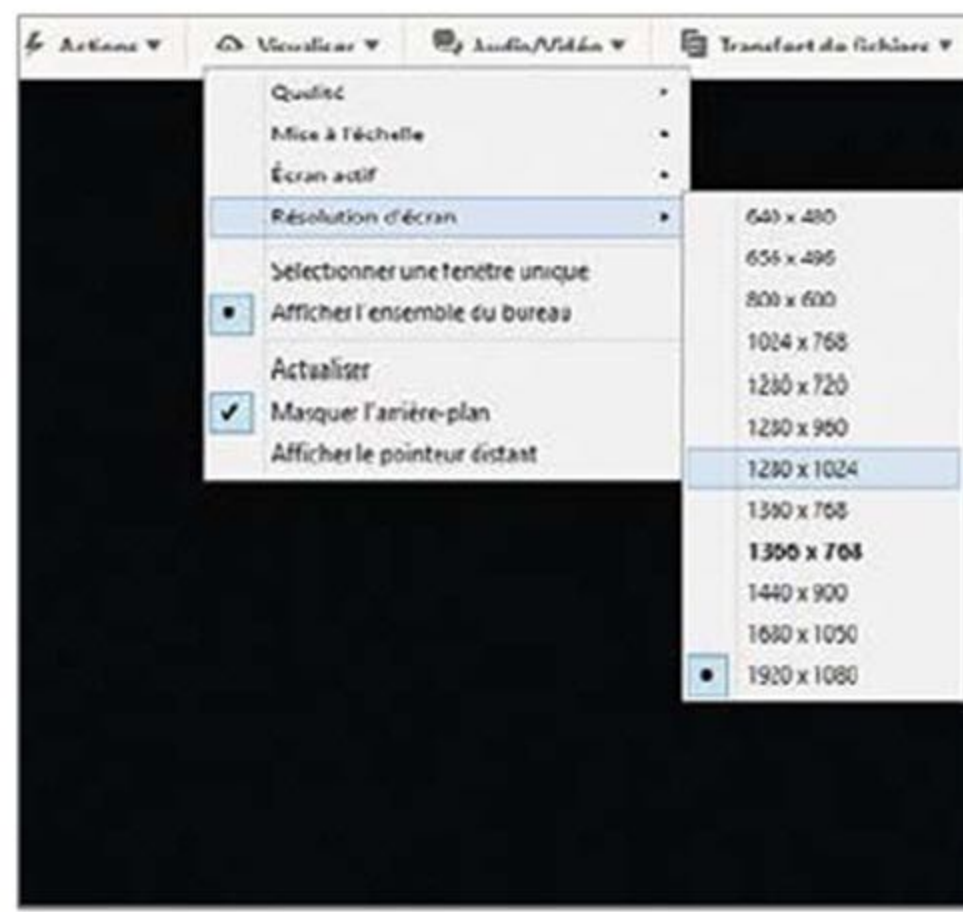 Actions Visualiser Audio/Vidéo Transfert de fichiers
Qualité
Mise à l'échelle
Écran actif
Résolution d'écran
Sélectionner une fenêtre unique
Afficher l'ensemble du bureau
Actualiser
Masquer l'arrière-plan
Afficher le pointeur distant
640 x 480
656 x 496
800 x 600
1024 x 768
1280 x 720
1280 x 960
1280 x 1024
1360 x 768
1366 x 768
1440 x 900
1680 x 1050
1920 x 1080